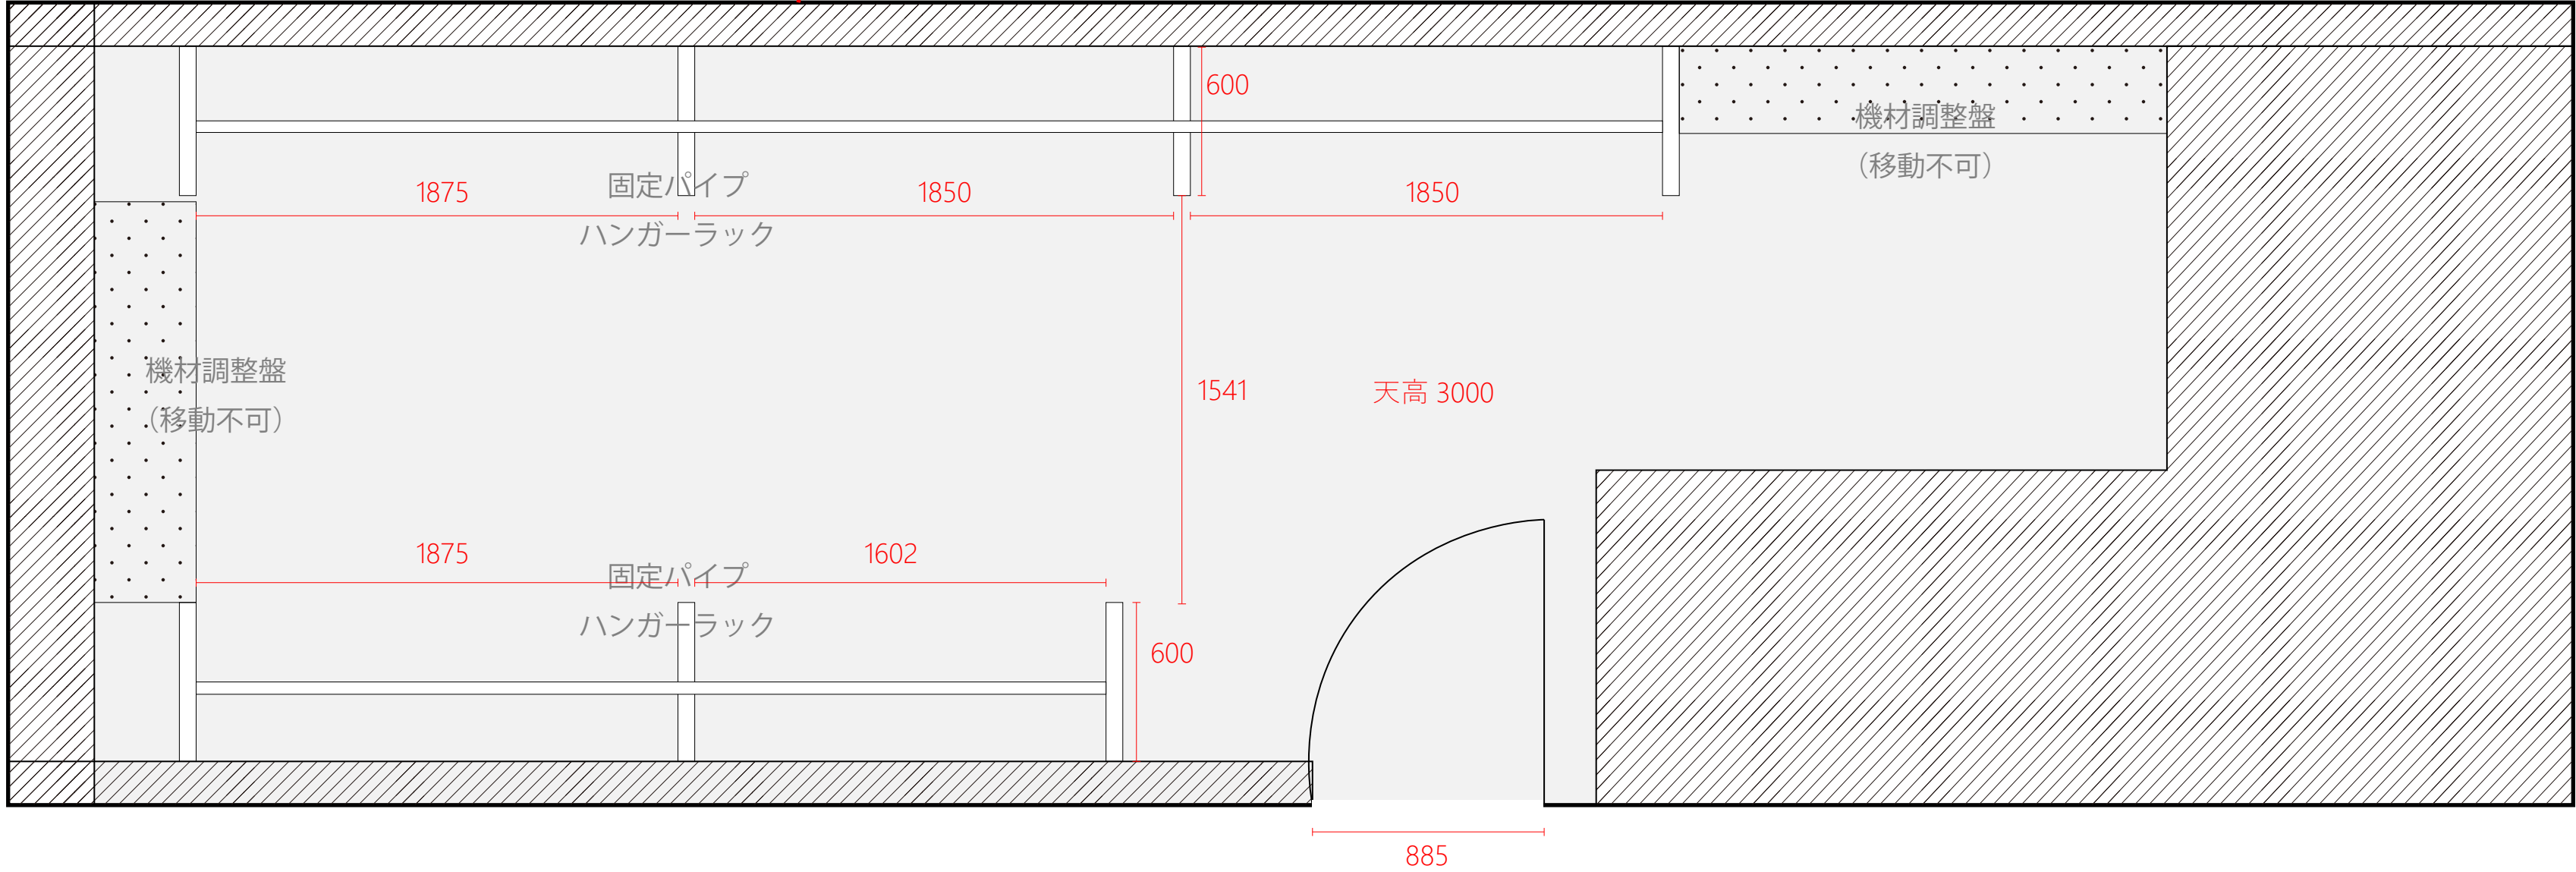 600
機材調整盤
（移動不可）
1875
固定パイプ
ハンガーラック
1850
1850
機材調整盤
（移動不可）
1541
天高 3000
1875
固定パイプ
ハンガーラック
1602
600
885